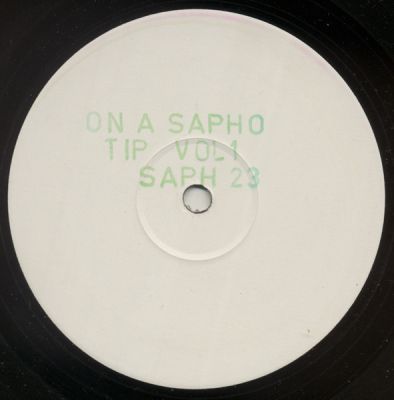 ON A SAPHO
TIP VOL1
SAPH 23